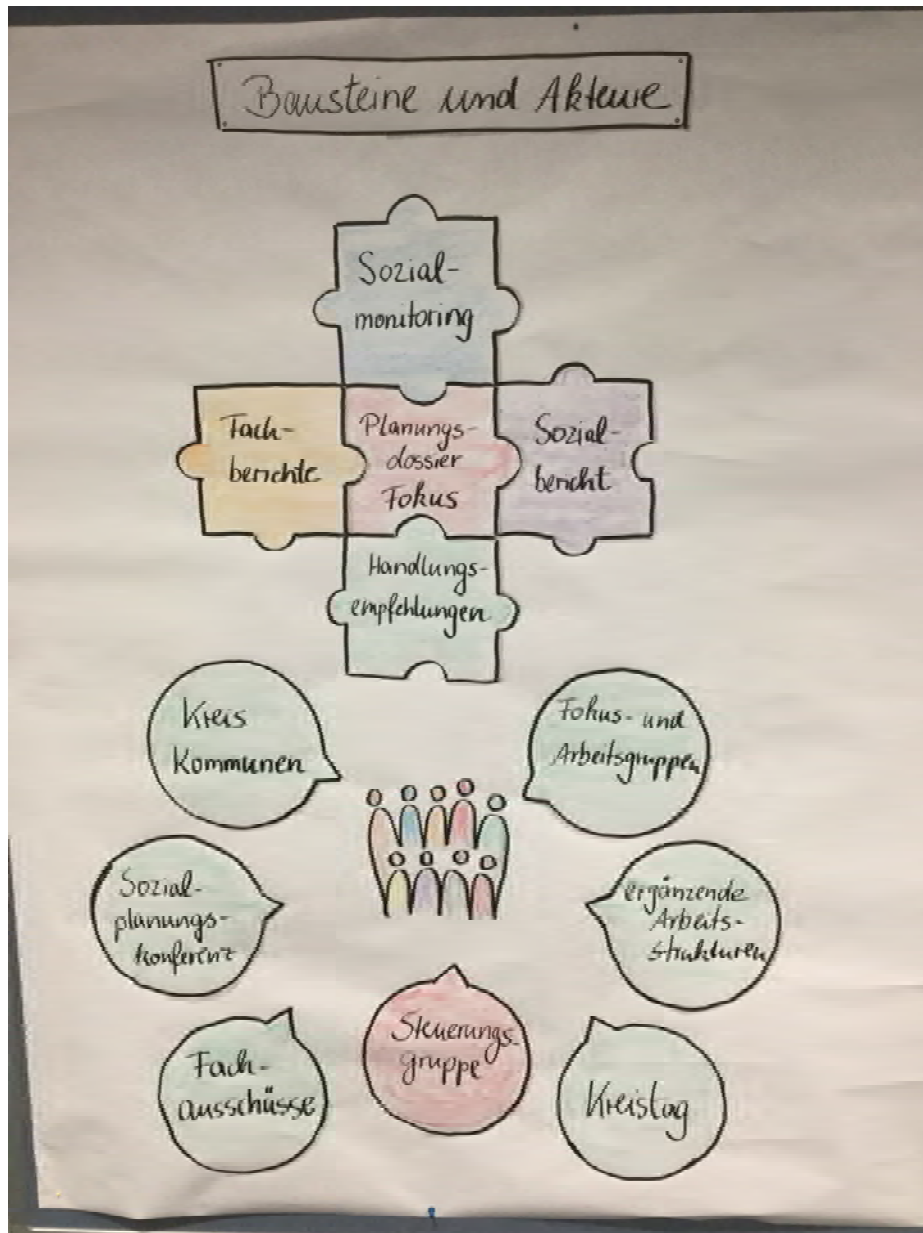 Bausteine und Akteure
Sozial-
monitoring
Fach-
berichte
Planungs-
dossier
Fokus
Sozial-
bericht
Handlungs-
empfehlungen
Kreis
Kommunen
Fokus- und
Arbeitsgruppen
Sozial-
planungs-
konferenz
ergänzende
Arbeits-
strukturen
Fach-
ausschüsse
Steuerungs-
gruppe
Kreistag